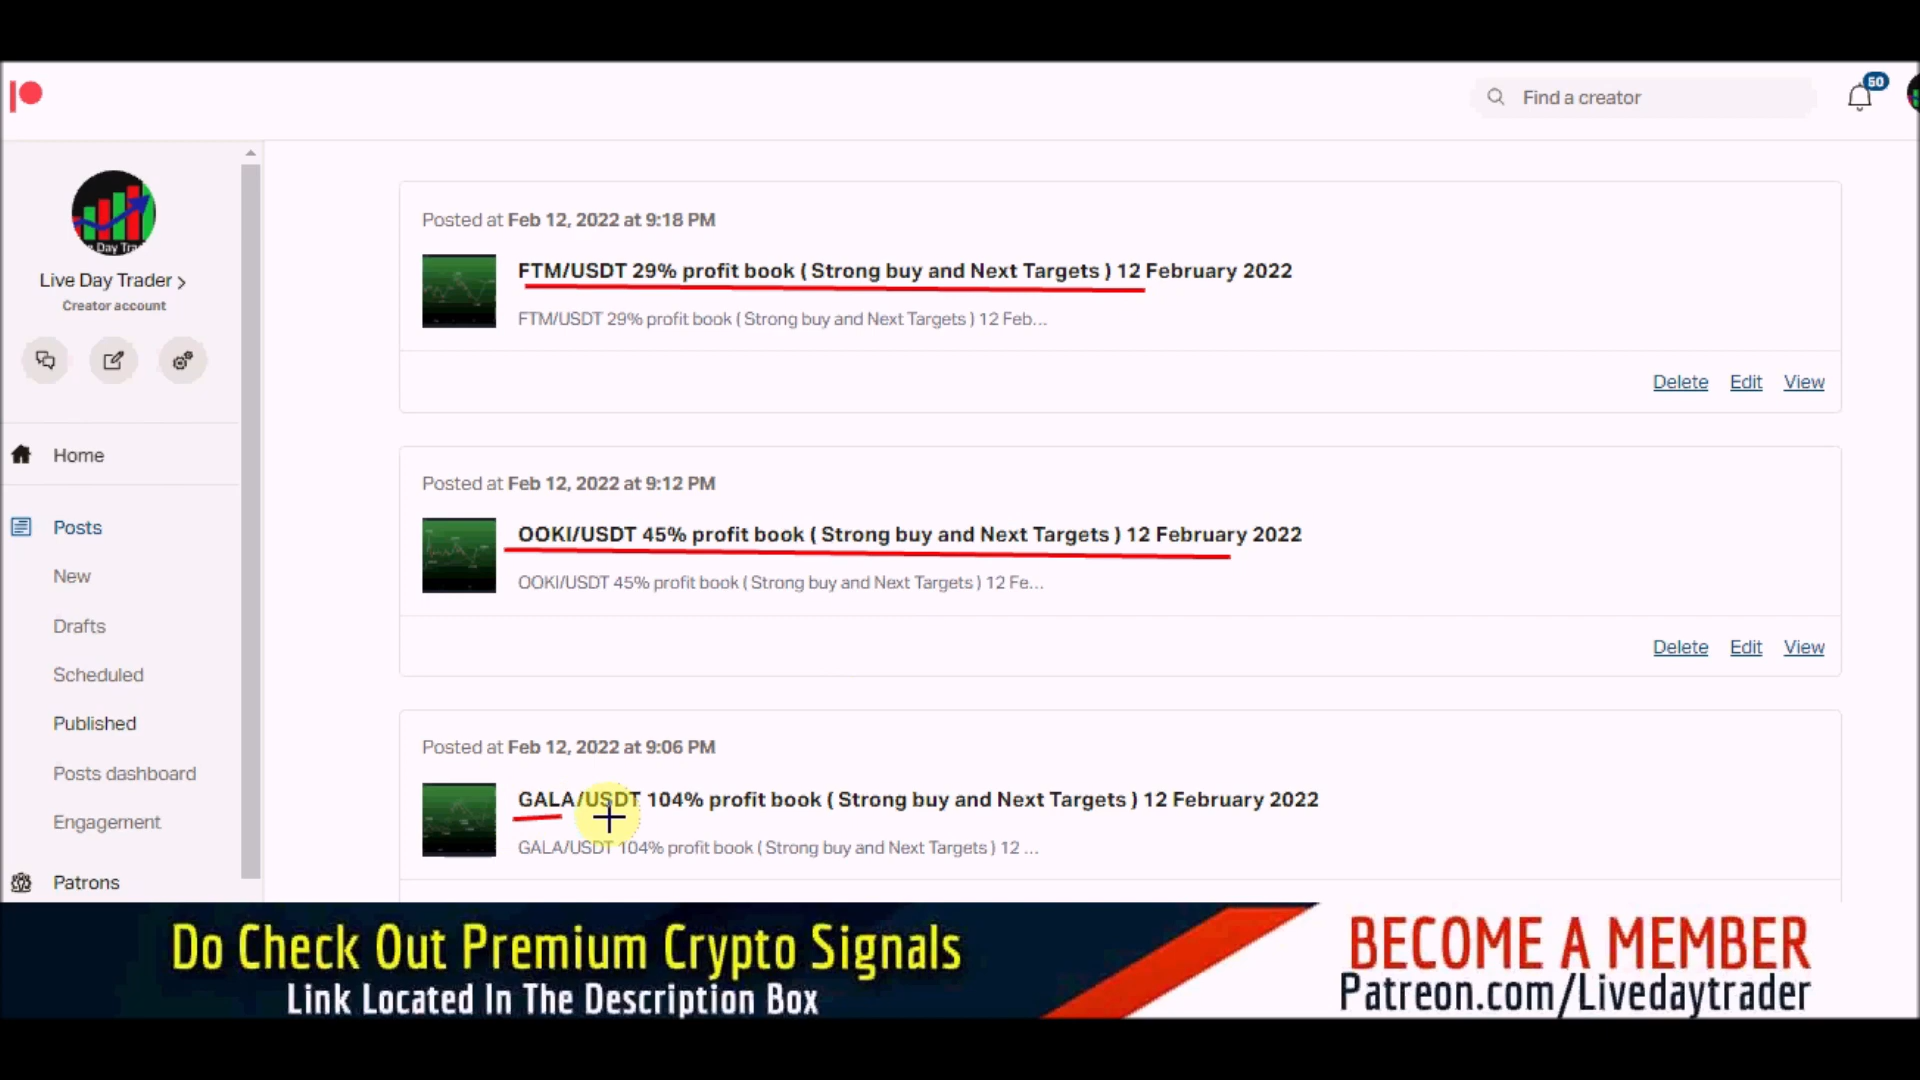 Find a creator
50
Day Tra
Live Day Trader >
Creator account
Home
Posts
New
Drafts
Scheduled
Published
Posts dashboard
Engagement
Patrons
Posted at Feb 12, 2022 at 9:18 PM
FTM/USDT 29% profit book ( Strong buy and Next Targets ) 12 February 2022
FTM/USDT 29% profit book ( Strong buy and Next Targets ) 12 Feb...
Delete Edit View
Posted at Feb 12, 2022 at 9:12 PM
OOKI/USDT 45% profit book ( Strong buy and Next Targets ) 12 February 2022
OOKI/USDT 45% profit book ( Strong buy and Next Targets ) 12 Fe...
Delete Edit View
Posted at Feb 12, 2022 at 9:06 PM
GALA/USDT 104% profit book ( Strong buy and Next Targets ) 12 February 2022
GALA/USDT 104% profit book ( Strong buy and Next Targets ) 12 ...
Do Check Out Premium Crypto Signals
Link Located In The Description Box
BECOME A MEMBER
Patreon.com/Livedaytrader